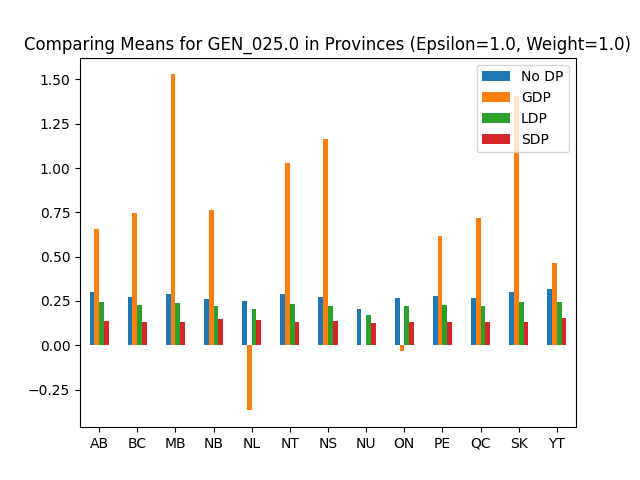 Comparing Means for GEN_025.0 in Provinces (Epsilon=1.0, Weight=1.0)
No DP
GDP
LDP
SDP
1.50
1.25
1.00
0.75
0.50
0.25
0.00
−0.25
AB BC MB NB NL NT NS NU ON PE QC SK YT